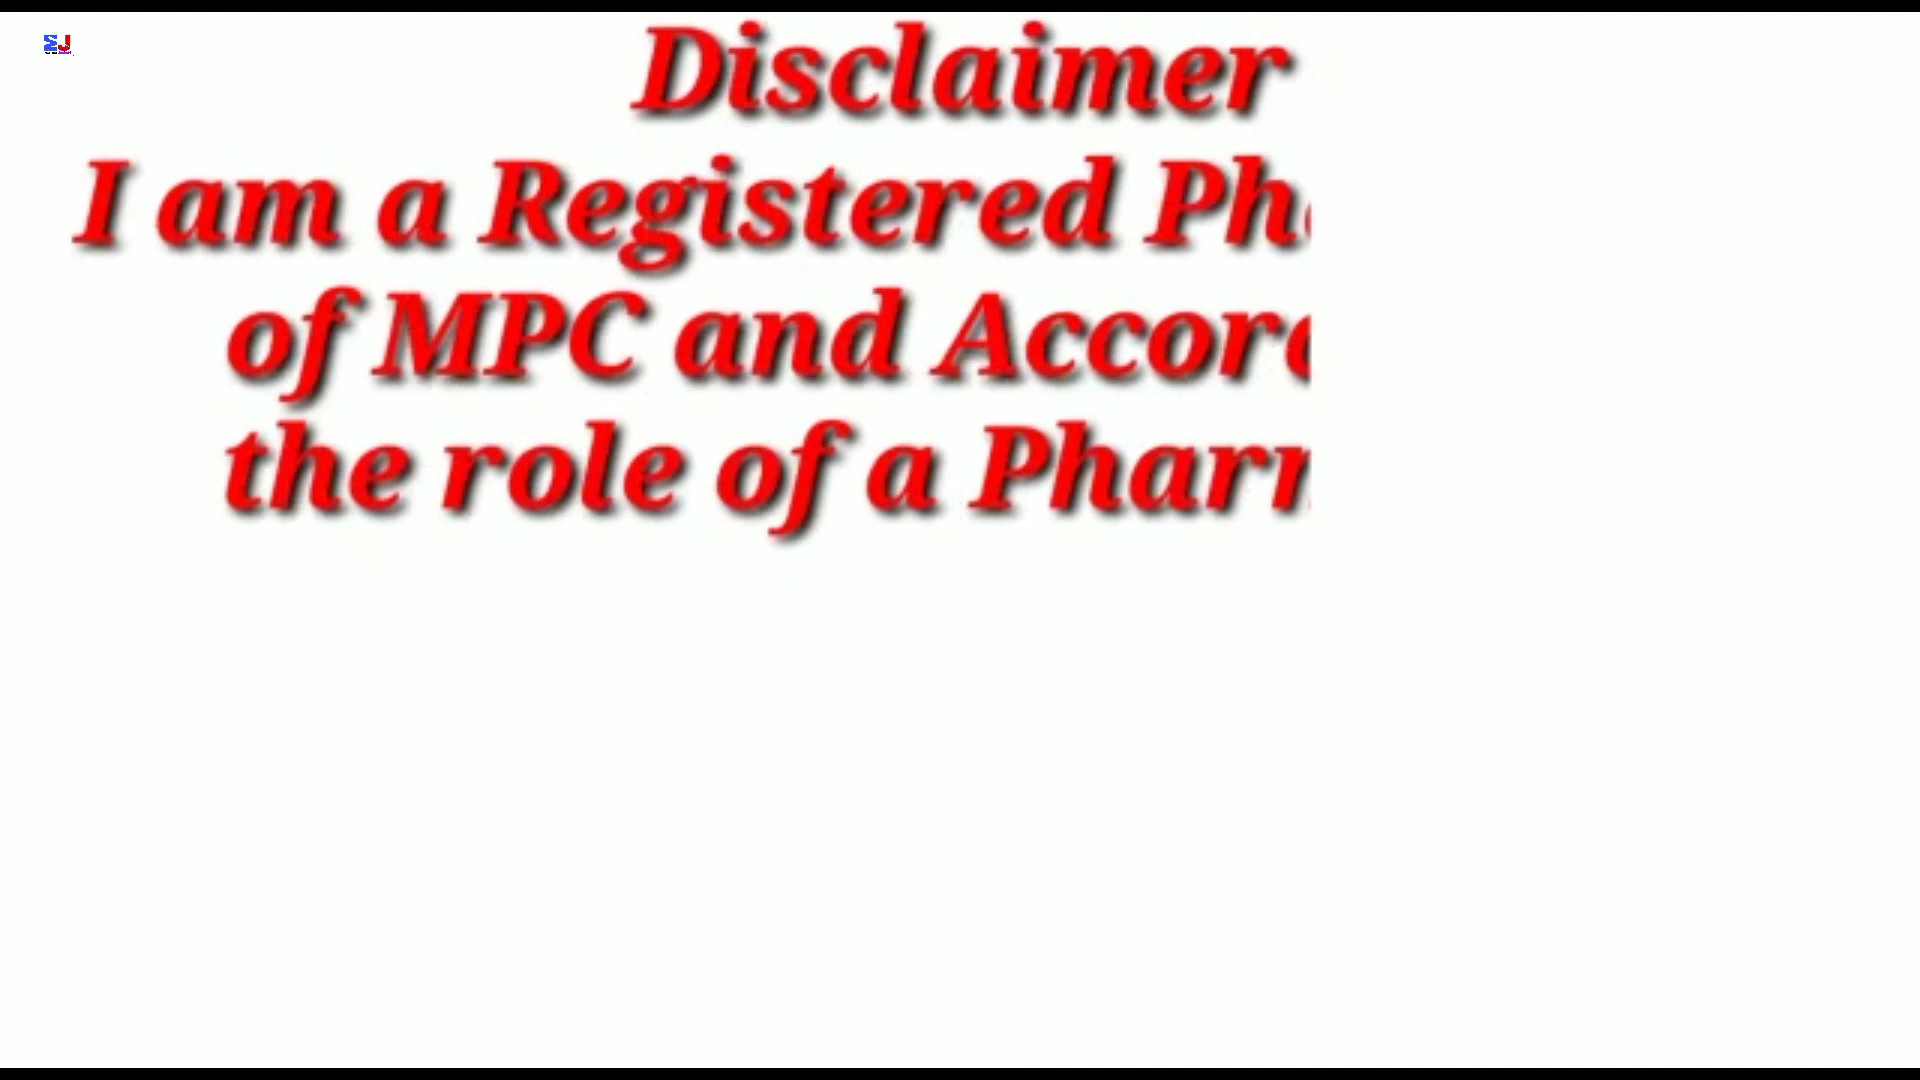 Disclaimer
I am a Registered Ph
of MPC and Accor
the role of a Phar